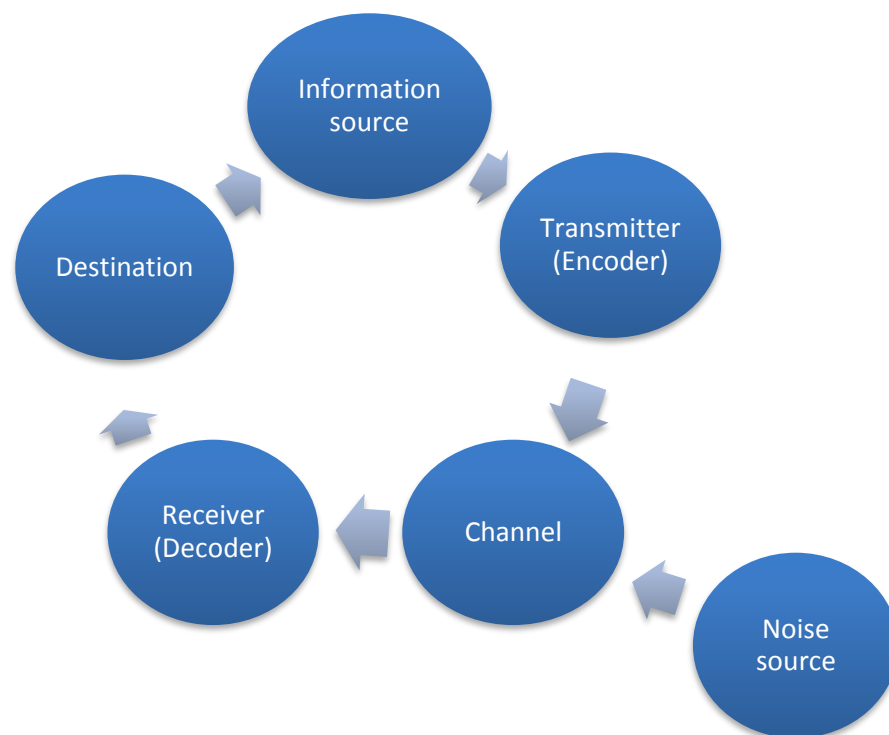 Information
source
Transmitter
(Encoder)
Destination
Receiver
(Decoder)
Channel
Noise
source